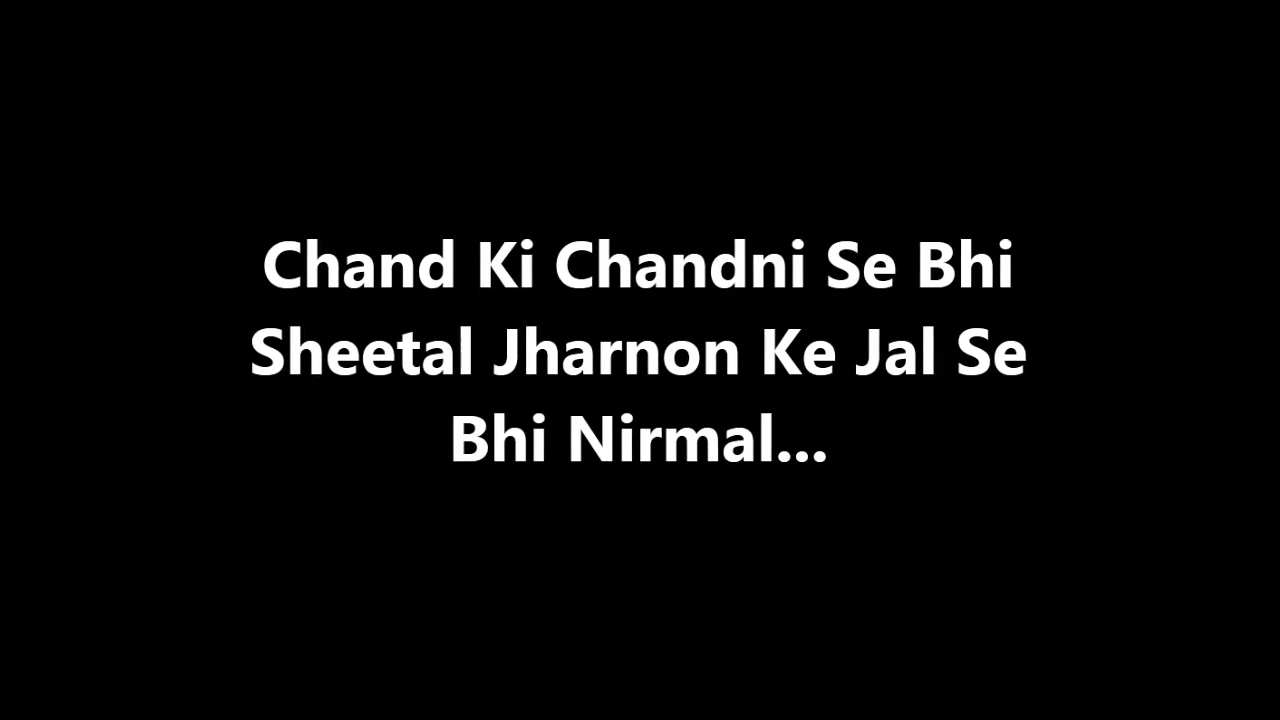 Chand Ki Chandni Se Bhi
Sheetal Jharnon Ke Jal Se
Bhi Nirmal...